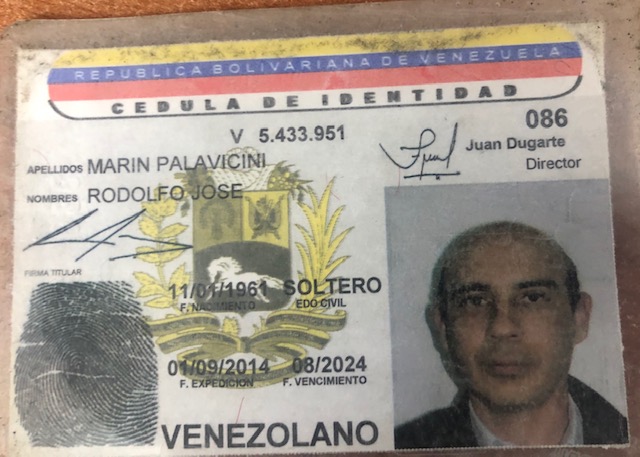 REPUBLICA BOLIVARIANA DE VENEZUELA
CEDULA DE IDENTIDAD
V 5.433.951
086
Juan Dugarte
Director
APELLIDOS MARIN PALAVICINI
NOMBRES RODOLFO JOSE
FIRMA TITULAR
11/01/1961 SOLTERO
F. NACIMIENTO EDO CIVIL
01/09/2014 08/2024
F. EXPEDICION F. VENCIMIENTO
VENEZOLANO